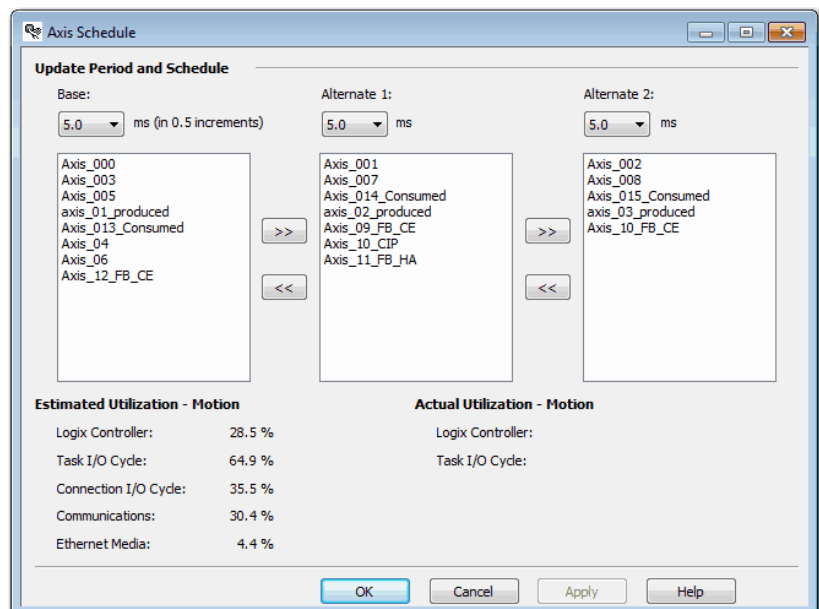 Axis Schedule
Update Period and Schedule
Base:
5.0 ms (in 0.5 increments)
Axis_000
Axis_003
Axis_005
axis_01_produced
Axis_013_Consumed
Axis_04
Axis_06
Axis_12_FB_CE
>>
<<
Alternate 1:
5.0 ms
Axis_001
Axis_007
Axis_014_Consumed
axis_02_produced
Axis_09_FB_CE
Axis_10_CIP
Axis_11_FB_HA
>>
<<
Alternate 2:
5.0 ms
Axis_002
Axis_008
Axis_015_Consumed
axis_03_produced
Axis_10_FB_CE
Estimated Utilization - Motion
Logix Controller: 28.5 %
Task I/O Cycle: 64.9 %
Connection I/O Cycle: 35.5 %
Communications: 30.4 %
Ethernet Media: 4.4 %
Actual Utilization - Motion
Logix Controller:
Task I/O Cycle:
OK Cancel Apply Help